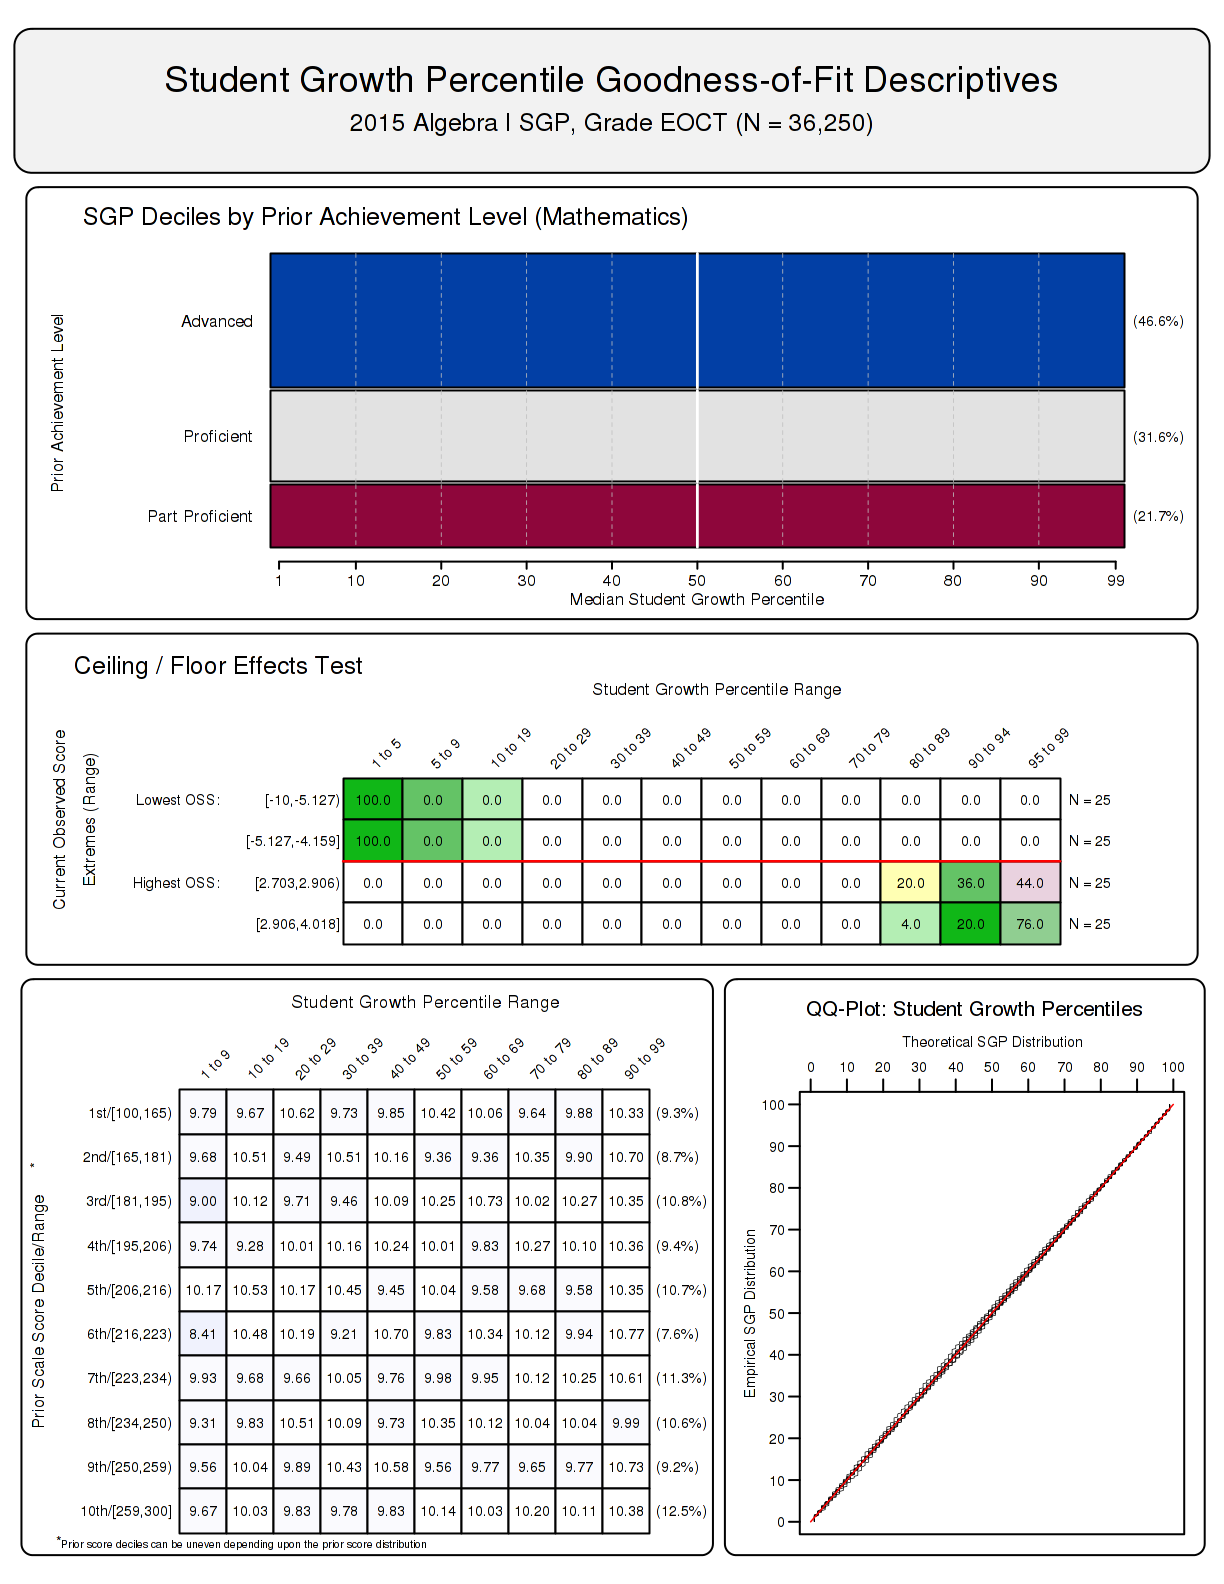 Student Growth Percentile Goodness-of-Fit Descriptives
2015 Algebra I SGP, Grade EOCT (N = 36,250)
SGP Deciles by Prior Achievement Level (Mathematics)
Prior Achievement Level
Advanced (46.6%)
Proficient (31.6%)
Part Proficient (21.7%)
1 10 20 30 40 50 60 70 80 90 99
Median Student Growth Percentile
Ceiling / Floor Effects Test
Student Growth Percentile Range
Current Observed Score
Extremes (Range)
1 to 5 5 to 9 10 to 19 20 to 29 30 to 39 40 to 49 50 to 59 60 to 69 70 to 79 80 to 89 90 to 94 95 to 99
Lowest OSS: [-10,-5.127) 100.0 0.0 0.0 0.0 0.0 0.0 0.0 0.0 0.0 0.0 0.0 0.0 N = 25
[-5.127,-4.159] 100.0 0.0 0.0 0.0 0.0 0.0 0.0 0.0 0.0 0.0 0.0 0.0 N = 25
Highest OSS: [2.703,2.906) 0.0 0.0 0.0 0.0 0.0 0.0 0.0 0.0 0.0 20.0 36.0 44.0 N = 25
[2.906,4.018] 0.0 0.0 0.0 0.0 0.0 0.0 0.0 0.0 0.0 4.0 20.0 76.0 N = 25
Student Growth Percentile Range
Prior Scale Score Decile/Range *
1 to 9 10 to 19 20 to 29 30 to 39 40 to 49 50 to 59 60 to 69 70 to 79 80 to 89 90 to 99
1st/[100,165) 9.79 9.67 10.62 9.73 9.85 10.42 10.06 9.64 9.88 10.33 (9.3%)
2nd/[165,181) 9.68 10.51 9.49 10.51 10.16 9.36 9.36 10.35 9.90 10.70 (8.7%)
3rd/[181,195) 9.00 10.12 9.71 9.46 10.09 10.25 10.73 10.02 10.27 10.35 (10.8%)
4th/[195,206) 9.74 9.28 10.01 10.16 10.24 10.01 9.83 10.27 10.10 10.36 (9.4%)
5th/[206,216) 10.17 10.53 10.17 10.45 9.45 10.04 9.58 9.68 9.58 10.35 (10.7%)
6th/[216,223) 8.41 10.48 10.19 9.21 10.70 9.83 10.34 10.12 9.94 10.77 (7.6%)
7th/[223,234) 9.93 9.68 9.66 10.05 9.76 9.98 9.95 10.12 10.25 10.61 (11.3%)
8th/[234,250) 9.31 9.83 10.51 10.09 9.73 10.35 10.12 10.04 10.04 9.99 (10.6%)
9th/[250,259) 9.56 10.04 9.89 10.43 10.58 9.56 9.77 9.65 9.77 10.73 (9.2%)
10th/[259,300] 9.67 10.03 9.83 9.78 9.83 10.14 10.03 10.20 10.11 10.38 (12.5%)
*Prior score deciles can be uneven depending upon the prior score distribution
QQ-Plot: Student Growth Percentiles
Theoretical SGP Distribution
0 10 20 30 40 50 60 70 80 90 100
Empirical SGP Distribution
100
90
80
70
60
50
40
30
20
10
0